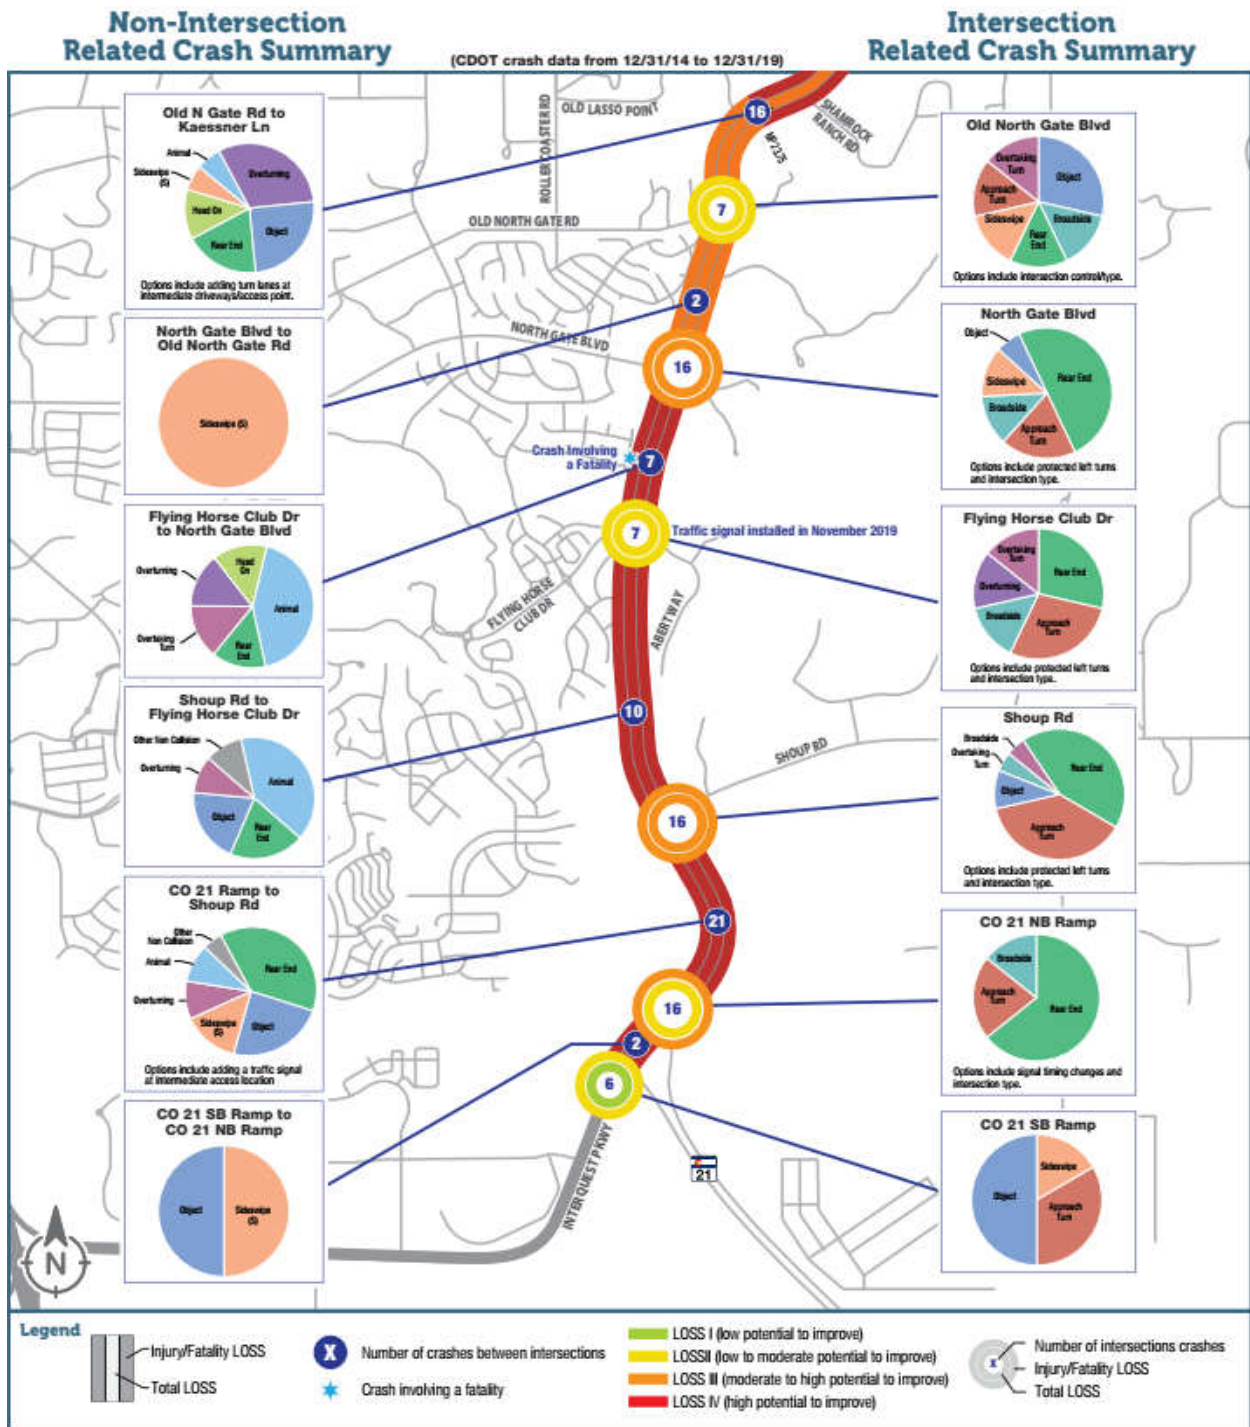 Non-Intersection
Related Crash Summary
Intersection
Related Crash Summary
(CDOT crash data from 12/31/14 to 12/31/19)
Old N Gate Rd to
Kaessner Ln
Animal
Sideswipe
(S)
Head On
Rear End
Object
Overturning
Options include adding turn lanes at
intermediate driveways/access point.
North Gate Blvd to
Old North Gate Rd
Sideswipe (S)
Flying Horse Club Dr
to North Gate Blvd
Overturning
Head
On
Animal
Overtaking
Turn
Rear
End
Shoup Rd to
Flying Horse Club Dr
Other Non Collision
Overturning
Animal
Object
Rear
End
CO 21 Ramp to
Shoup Rd
Other
Non Collision
Animal
Overturning
Sideswipe
(S)
Object
Rear End
Options include adding a traffic signal
at intermediate access location
CO 21 SB Ramp to
CO 21 NB Ramp
Object
Sideswipe
(S)
N
OLD LASSO POINT
ROLLER COASTER RD
SHAMROCK
RANCH RD
MP 2375
OLD NORTH GATE RD
NORTH GATE BLVD
16
7
2
16
Crash Involving
a Fatality
7
7
Traffic signal installed in November 2019
FLYING HORSE
CLUB DR
ABERT WAY
10
SHOUP RD
16
21
16
2
6
INTERQUEST PKWY
21
Old North Gate Blvd
Overtaking
Turn
Object
Approach
Turn
Sideswipe
Rear
End
Broadside
Options include intersection control/type.
North Gate Blvd
Object
Sideswipe
Rear End
Broadside
Approach
Turn
Options include protected left turns
and intersection type.
Flying Horse Club Dr
Overtaking
Turn
Rear End
Overturning
Broadside
Approach
Turn
Options include protected left turns
and intersection type.
Shoup Rd
Broadside
Overtaking
Turn
Rear End
Object
Approach
Turn
Options include protected left turns
and intersection type.
CO 21 NB Ramp
Broadside
Approach
Turn
Rear End
Options include signal timing changes and
intersection type.
CO 21 SB Ramp
Sideswipe
Object
Approach
Turn
Legend
Injury/Fatality LOSS
Total LOSS
X
Number of crashes between intersections
Crash involving a fatality
LOSS I (low potential to improve)
LOSSII (low to moderate potential to improve)
LOSS III (moderate to high potential to improve)
LOSS IV (high potential to improve)
X
Number of intersections crashes
Injury/Fatality LOSS
Total LOSS